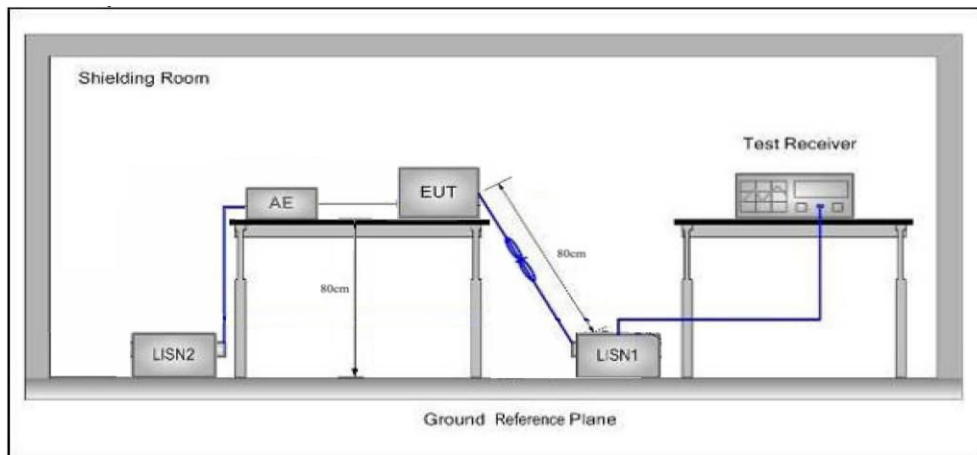 Shielding Room
Test Receiver
EUT
AE
80cm
80cm
LISN2
LISN1
Ground Reference Plane